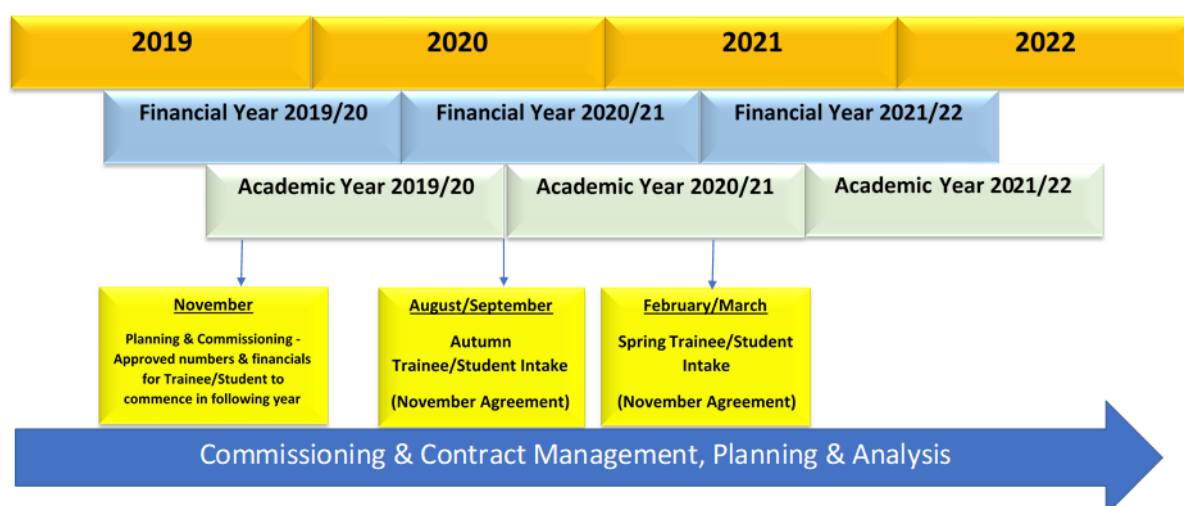 2019
2020
2021
2022
Financial Year 2019/20
Financial Year 2020/21
Financial Year 2021/22
Academic Year 2019/20
Academic Year 2020/21
Academic Year 2021/22
November
Planning & Commissioning -
Approved numbers & financials
for Trainee/Student to
commence in following year
August/September
Autumn
Trainee/Student Intake
(November Agreement)
February/March
Spring Trainee/Student
Intake
(November Agreement)
Commissioning & Contract Management, Planning & Analysis